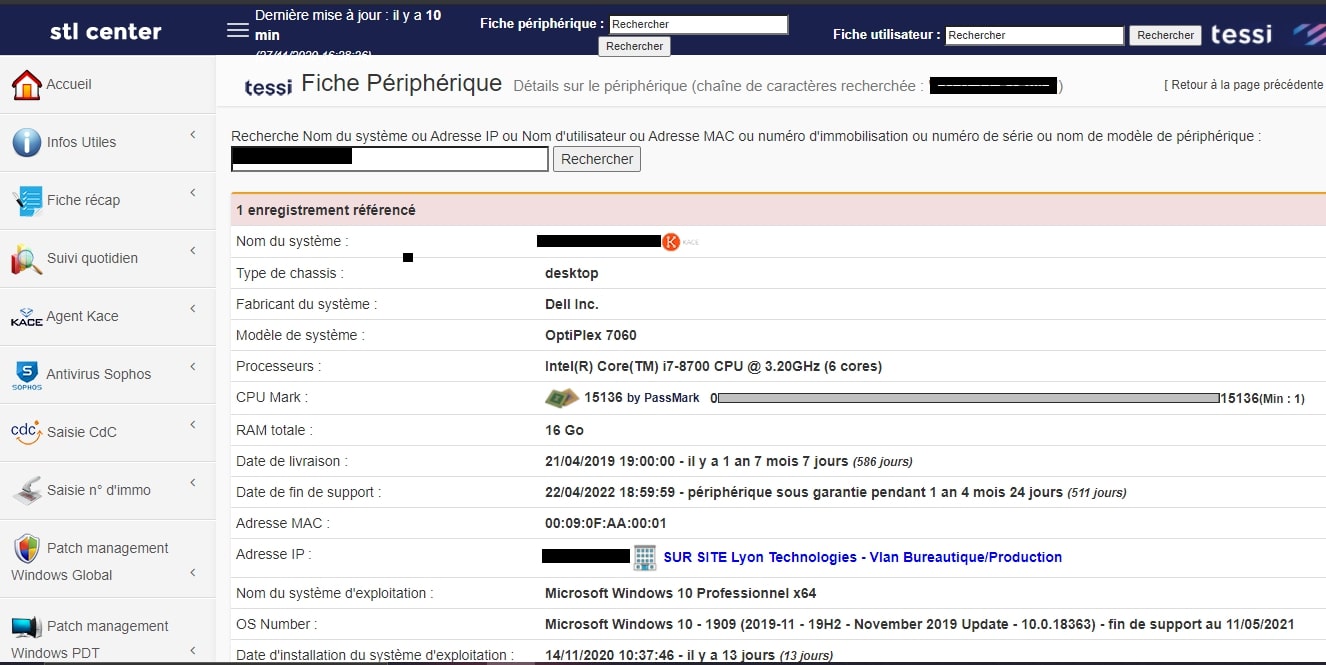 stl center
Dernière mise à jour : il y a 10
min
Fiche périphérique : Rechercher
Rechercher
Fiche utilisateur : Rechercher Rechercher tessi
Accueil
Infos Utiles
Fiche récap
Suivi quotidien
KACE Agent Kace
S SOPHOS Antivirus Sophos
cdc Saisie CdC
Saisie n° d'immo
Patch management
Windows Global
Patch management
Windows PDT
tessi Fiche Périphérique Détails sur le périphérique (chaîne de caractères recherchée : )
[ Retour à la page précédente
Recherche Nom du système ou Adresse IP ou Nom d'utilisateur ou Adresse MAC ou numéro d'immobilisation ou numéro de série ou nom de modèle de périphérique :
Rechercher
1 enregistrement référencé
Nom du système : K KACE
Type de chassis : desktop
Fabricant du système : Dell Inc.
Modèle de système : OptiPlex 7060
Processeurs : Intel(R) Core(TM) i7-8700 CPU @ 3.20GHz (6 cores)
CPU Mark : 15136 by PassMark 0 15136(Min : 1)
RAM totale : 16 Go
Date de livraison : 21/04/2019 19:00:00 - il y a 1 an 7 mois 7 jours (586 jours)
Date de fin de support : 22/04/2022 18:59:59 - périphérique sous garantie pendant 1 an 4 mois 24 jours (511 jours)
Adresse MAC : 00:09:0F:AA:00:01
Adresse IP : SUR SITE Lyon Technologies - Vlan Bureautique/Production
Nom du système d'exploitation : Microsoft Windows 10 Professionnel x64
OS Number : Microsoft Windows 10 - 1909 (2019-11 - 19H2 - November 2019 Update - 10.0.18363) - fin de support au 11/05/2021
Date d'installation du système d'exploitation : 14/11/2020 10:37:46 - il y a 13 jours (13 jours)